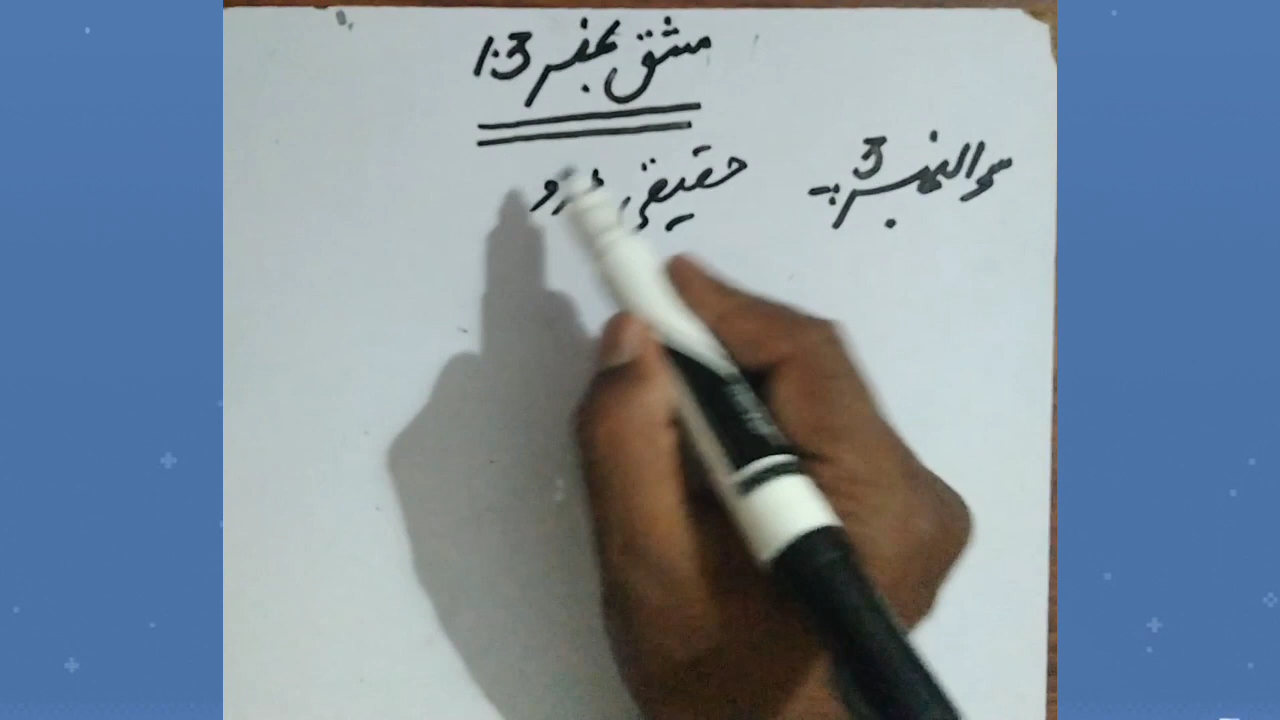 مشق نمبر 1.3
سوال نمبر 3:-
حقیقی